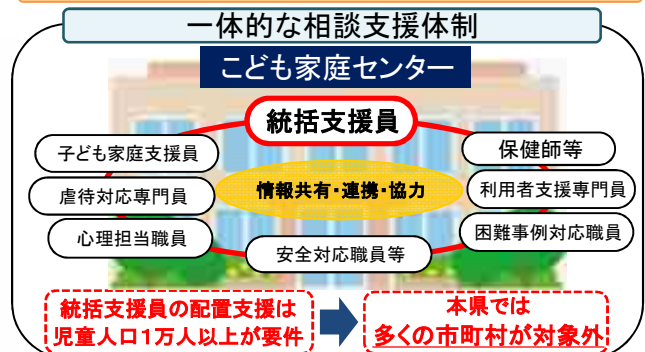 一体的な相談支援体制
こども家庭センター
統括支援員
子ども家庭支援員
虐待対応専門員
心理担当職員
情報共有・連携・協力
保健師等
利用者支援専門員
困難事例対応職員
安全対応職員等
統括支援員の配置支援は
児童人口1万人以上が要件
本県では
多くの市町村が対象外